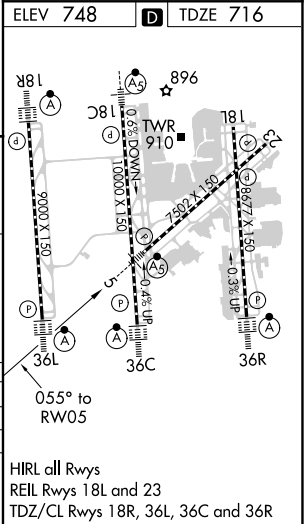 ELEV 748
D
TDZE 716
18R
A
A5
896
18C
0.6% DOWN
TWR
910
18L
23
P
P
P
P
9000 X 150
10000 X 150
7502 X 150
8677 X 150
P
A5
5
0.4% UP
0.3% UP
P
P
A
A
A
36L
36C
36R
055° to
RW05
HIRL all Rwys
REIL Rwys 18L and 23
TDZ/CL Rwys 18R, 36L, 36C and 36R